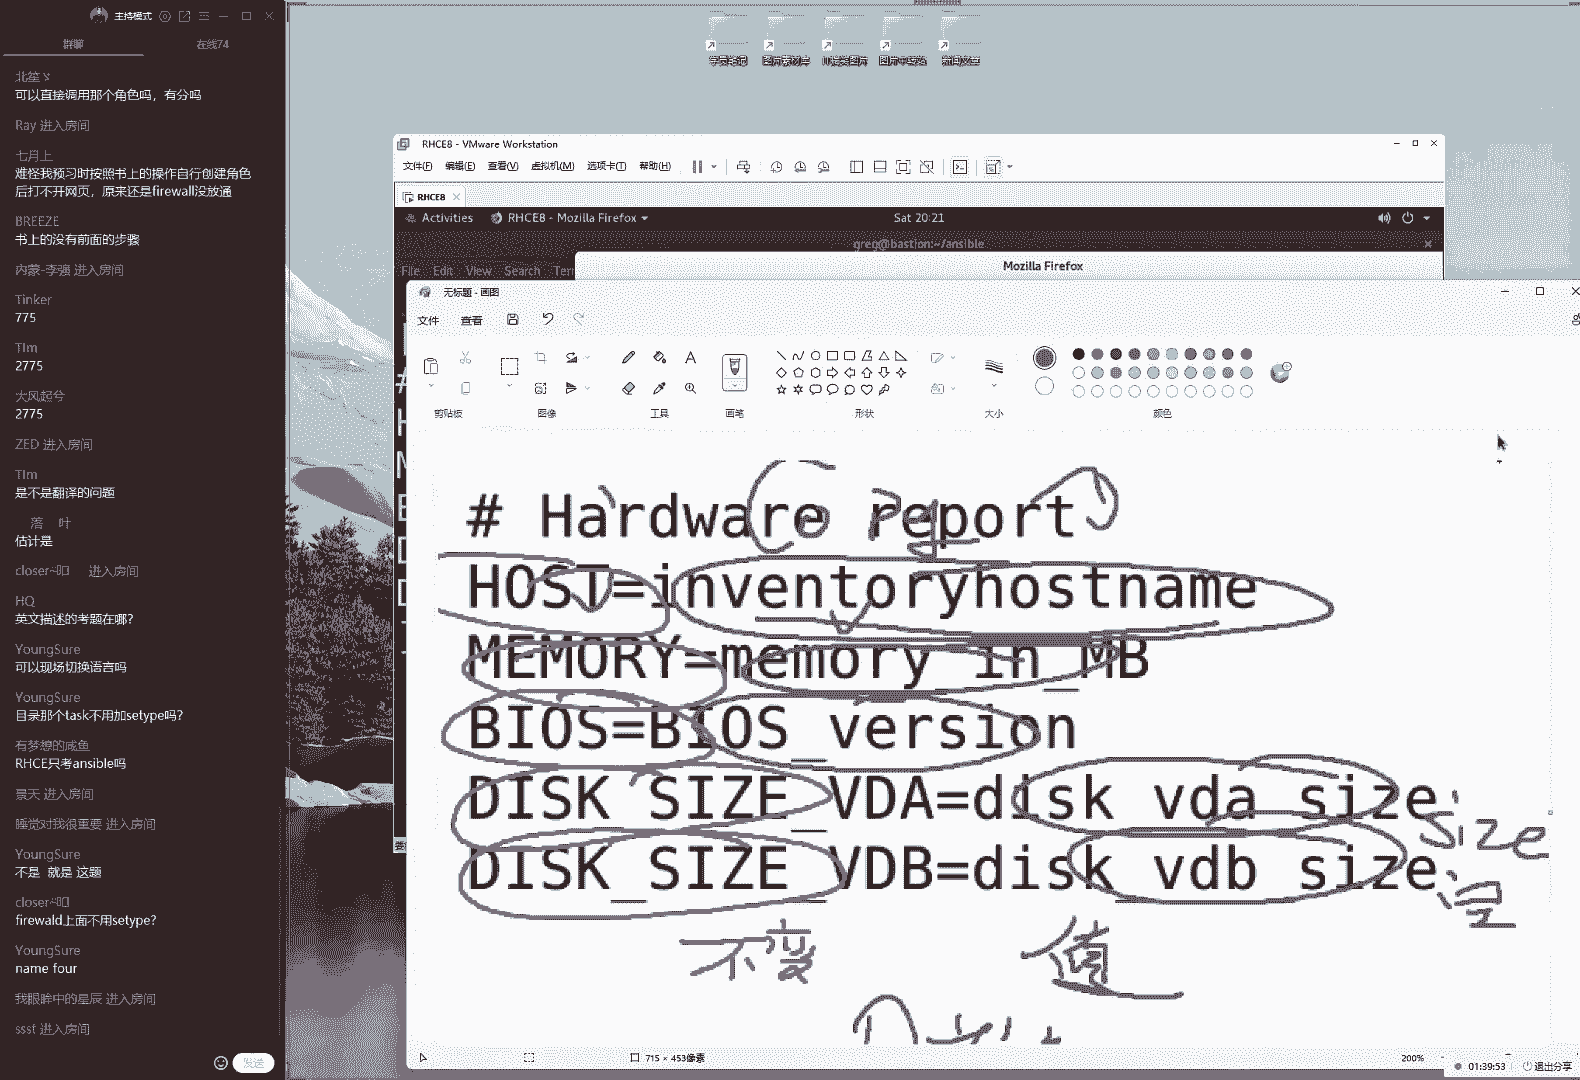 主持模式
群聊
在线74
北笙
可以直接调用那个角色吗，有分吗
Ray 进入房间
七月上
难怪我预习时按照书上的操作自行创建角色
后打不开网页，原来还是firewall没放通
BREEZE
书上的没有前面的步骤
内蒙-李强 进入房间
Tinker
775
TIm
2775
大风起兮
2775
ZED 进入房间
TIm
是不是翻译的问题
落 叶
估计是
closer 进入房间
HQ
英文描述的考题在哪？
YoungSure
可以现场切换语言吗
YoungSure
目录那个task不用加setype吗？
有梦想的咸鱼
RHCE只考ansible吗
景天 进入房间
睡觉对我很重要 进入房间
YoungSure
不是 就是 这题
closer
firewald上面不用setype？
YoungSure
name four
我眼眸中的星辰 进入房间
ssst 进入房间
发送
RHCE8 - VMware Workstation
文件(F) 编辑(E) 查看(V) 虚拟机(M) 选项卡(T) 帮助(H)
RHCE8
Activities RHCE8 - Mozilla Firefox Sat 20:21
greg@bastion:~/ansible
File Edit View Search Ter
Mozilla Firefox
无标题 - 画图
文件 查看
剪贴板 图像 工具 画笔 形状 大小 颜色
# Hardware report
HOST=inventoryhostname
MEMORY=memory in_MB
BIOS=BIOS_version
DISK SIZE_VDA=disk vda size
size
DISK_SIZE_VDB=disk_vdb size
不变 值
715 × 453像素
200%
01:39:53 退出分享